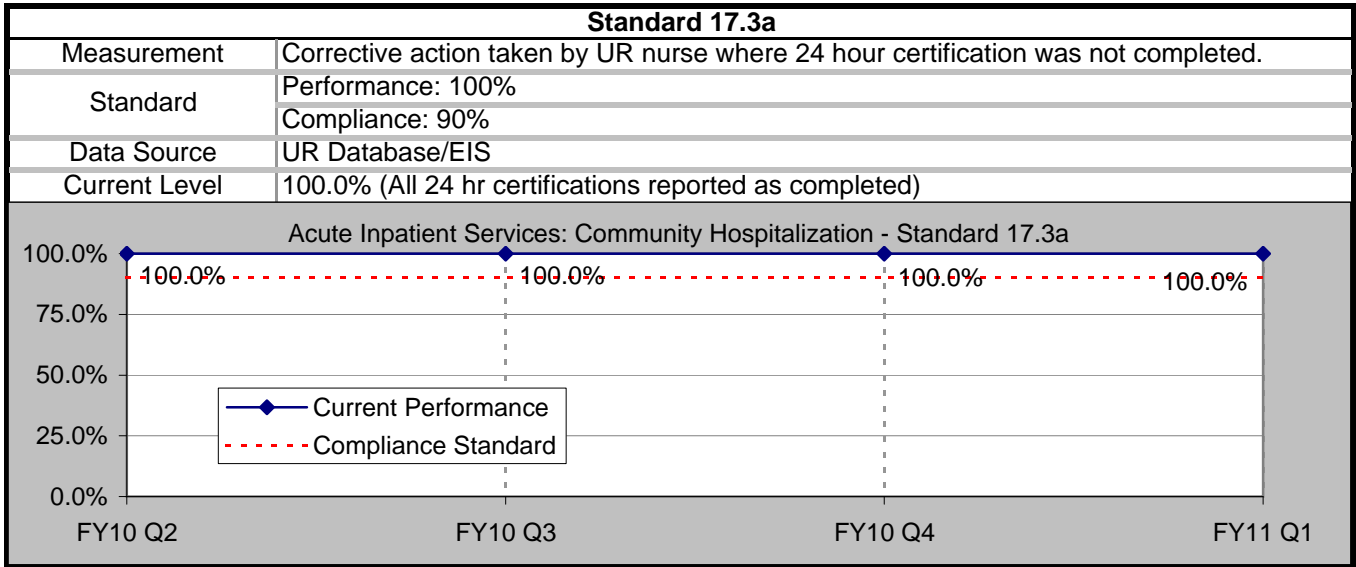 Standard 17.3a
Measurement Corrective action taken by UR nurse where 24 hour certification was not completed.
Standard
Performance: 100%
Compliance: 90%
Data Source UR Database/EIS
Current Level 100.0% (All 24 hr certifications reported as completed)
Acute Inpatient Services: Community Hospitalization - Standard 17.3a
100.0%
100.0% 100.0% 100.0% 100.0%
75.0%
50.0%
Current Performance
25.0%
Compliance Standard
0.0%
FY10 Q2 FY10 Q3 FY10 Q4 FY11 Q1